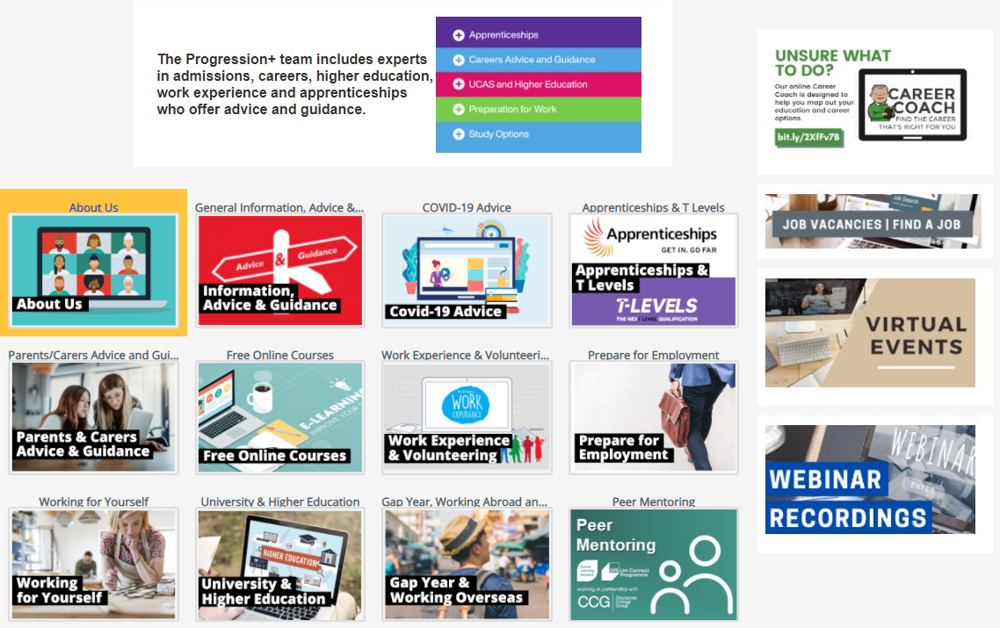 The Progression+ team includes experts
in admissions, careers, higher education,
work experience and apprenticeships
who offer advice and guidance.
Apprenticeships
Careers Advice and Guidance
UCAS and Higher Education
Preparation for Work
Study Options
UNSURE WHAT
TO DO?
Our online Career
Coach is designed to
help you map out your
education and career
options.
bit.ly/2XfFv7B
CAREER
COACH
FIND THE CAREER
THAT'S RIGHT FOR YOU
About Us
About Us
General Information, Advice &...
Advice & Guidance
Information,
Advice & Guidance
COVID-19 Advice
Covid-19 Advice
Apprenticeships & T Levels
Apprenticeships
GET IN. GO FAR
Apprenticeships &
T Levels
T-LEVELS
THE NEXT LEVEL QUALIFICATION
Job Search
JOB VACANCIES | FIND A JOB
VIRTUAL
EVENTS
Parents/Carers Advice and Gui...
Parents & Carers
Advice & Guidance
Free Online Courses
E-LEARNING
IMPROVE YOUR
Free Online Courses
Work Experience & Volunteeri...
WORK
EXPERIENCE
Work Experience
& Volunteering
Prepare for Employment
Prepare for
Employment
WEBINAR
ENTER
WEBINAR
RECORDINGS
Working for Yourself
Working
for Yourself
University & Higher Education
HIGHER EDUCATION
University &
Higher Education
Gap Year, Working Abroad an...
Gap Year &
Working Overseas
Peer Mentoring
Peer
Mentoring
Uni Connect
Programme
working in partnership with
CCG
Chichester
College
Group